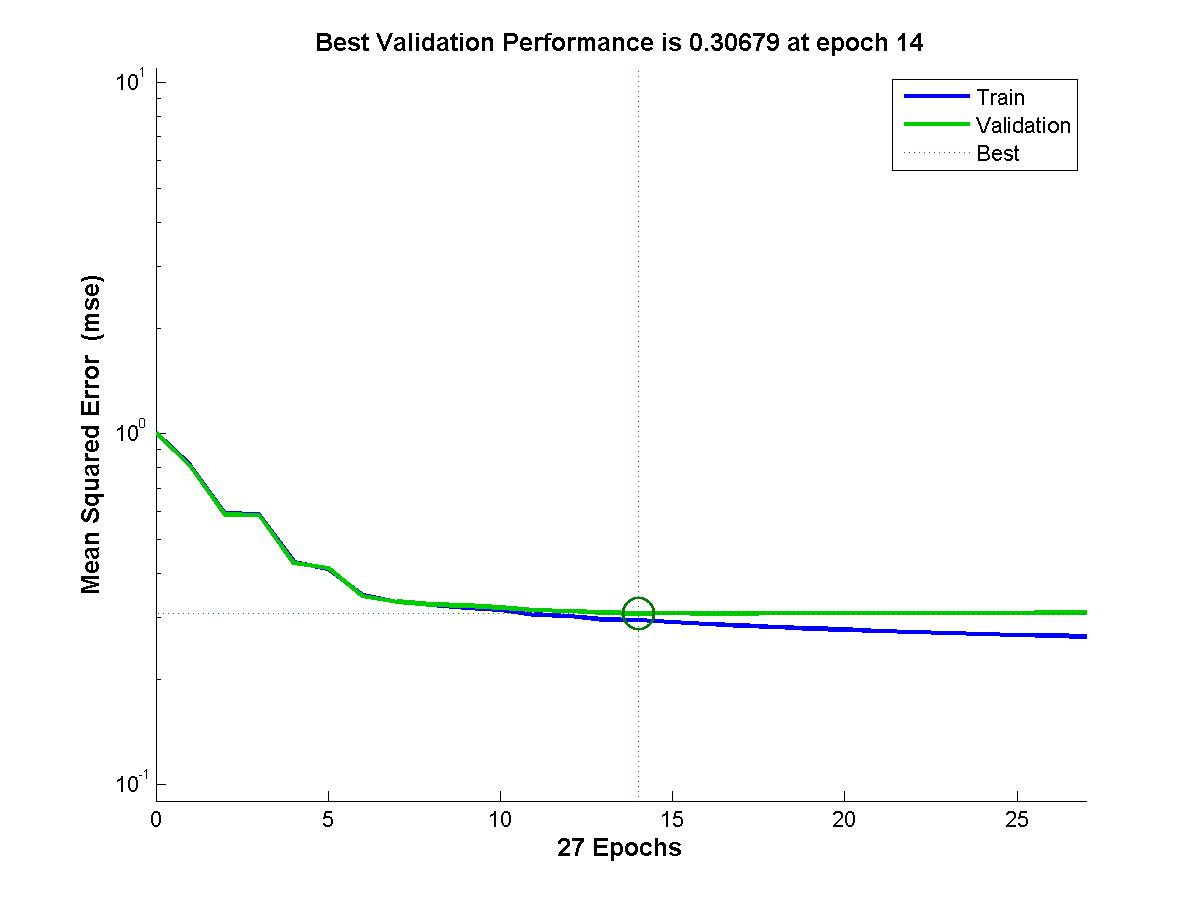 Best Validation Performance is 0.30679 at epoch 14
10^1
Train
Validation
Best
Mean Squared Error  (mse)
10^0
10^-1
0 5 10 15 20 25
27 Epochs